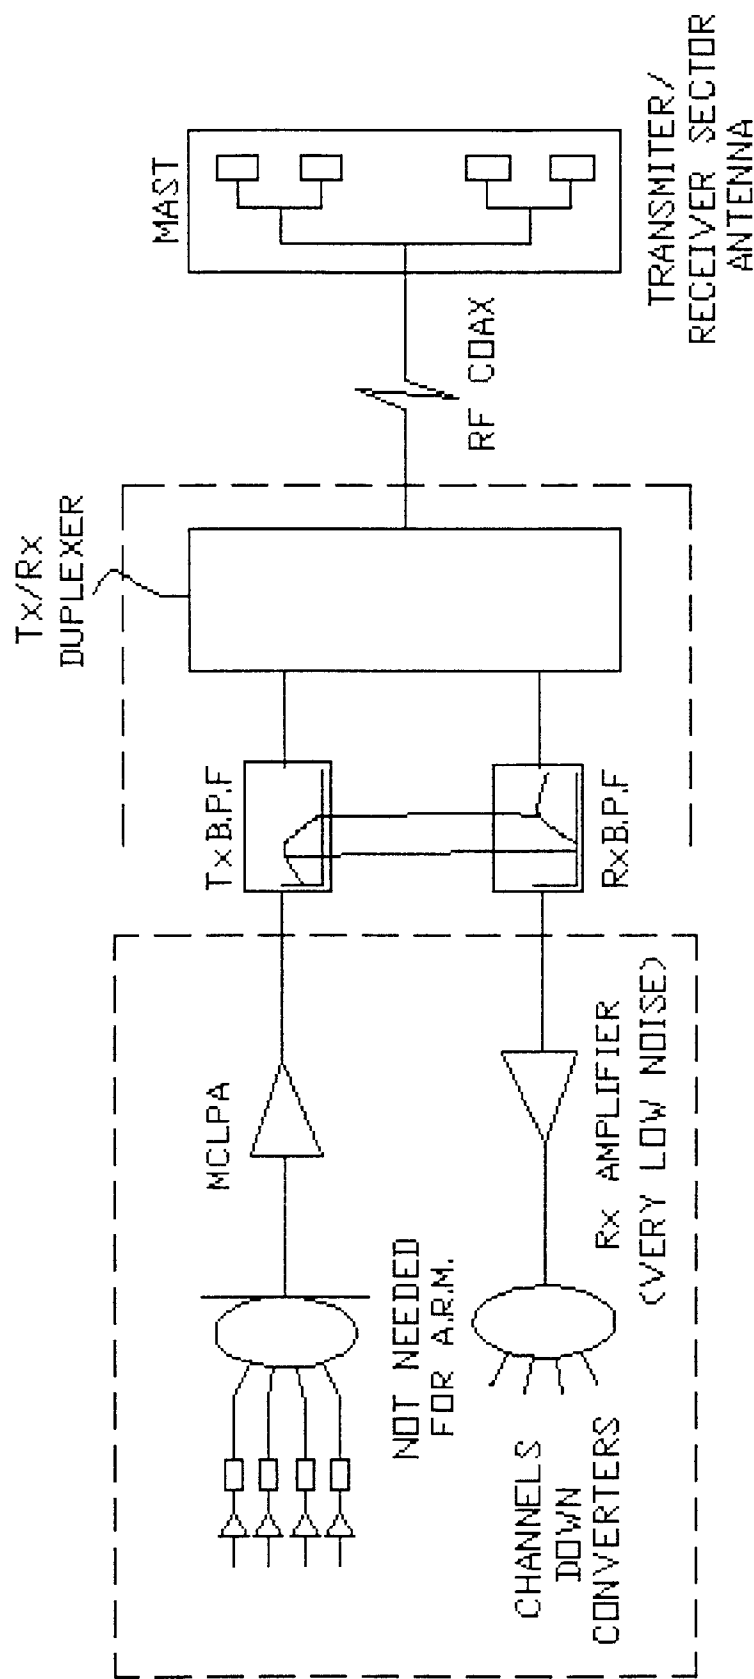 MCLPA
NOT NEEDED
FOR A.R.M.
CHANNELS
DOWN
CONVERTERS
Rx AMPLIFIER
(VERY LOW NOISE)
TxB.P.F
RxB.P.F
Tx/Rx
DUPLEXER
RF COAX
MAST
TRANSMITER/
RECEIVER SECTOR
ANTENNA